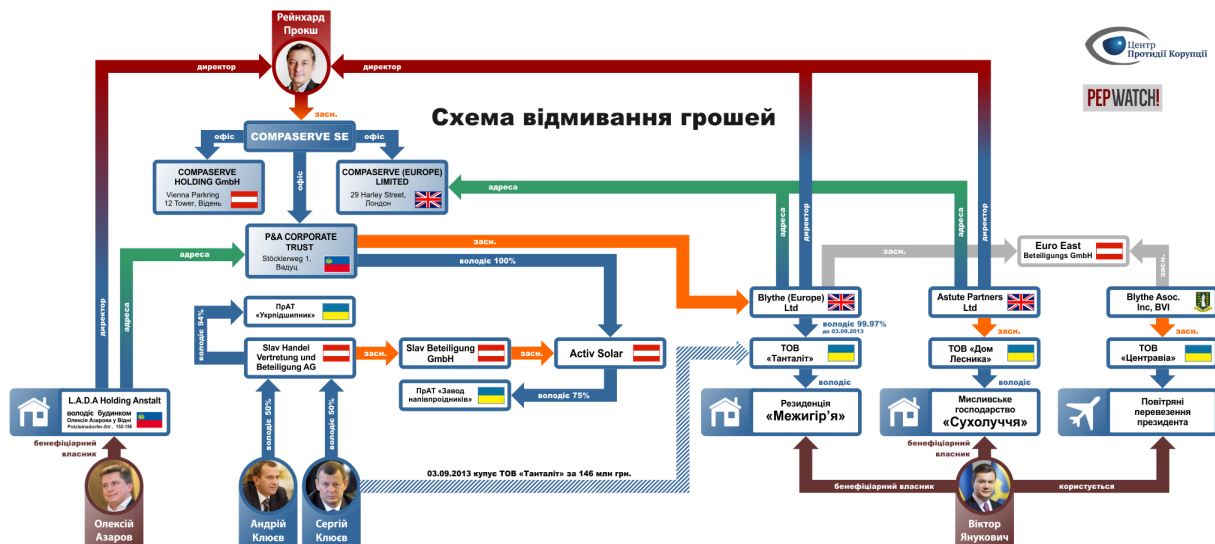 Рейнхард
Прокш
Центр
Протидії Корупції
PEPWATCH!
директор
директор
засн.
Схема відмивання грошей
офіс
COMPASERVE SE
офіс
офіс
COMPASERVE
HOLDING GmbH
Vienna Parkring
12 Tower, Відень
COMPASERVE (EUROPE)
LIMITED
29 Harley Street,
Лондон
адреса
адреса
директор
адреса
директор
P&A CORPORATE
TRUST
Stöcklerweg 1,
Вадуц
засн.
володіє 100%
адреса
засн.
Euro East
Beteiligungs GmbH
засн.
директор
адреса
ПрАТ
«Укрпідшипник»
володіє 94%
Blythe (Europe)
Ltd
Astute Partners
Ltd
Blythe Asoc.
Inc, BVI
володіє 99.97%
до 03.09.2013
засн.
засн.
Slav Handel
Vertretung und
Beteiligung AG
засн.
Slav Beteiligung
GmbH
засн.
Activ Solar
ТОВ
«Танталіт»
ТОВ «Дом
Лесника»
ТОВ
«Центравіа»
ПрАТ «Завод
напівпроідників»
володіє 75%
володіє
володіє
L.A.D.A Holding Anstalt
володіє будинком
Олексія Азарова у Відні
Potzleinsdorfer-Str., 152-156
Резиденція
«Межигір’я»
Мисливське
господарство
«Сухолуччя»
Повітряні
перевезення
президента
володіє 50%
володіє 50%
бенефіціарний
власник
бенефіціарний
власник
03.09.2013 купує ТОВ «Танталіт» за 146 млн грн.
бенефіціарний власник
користується
Олексій
Азаров
Андрій
Клюєв
Сергій
Клюєв
Віктор
Янукович